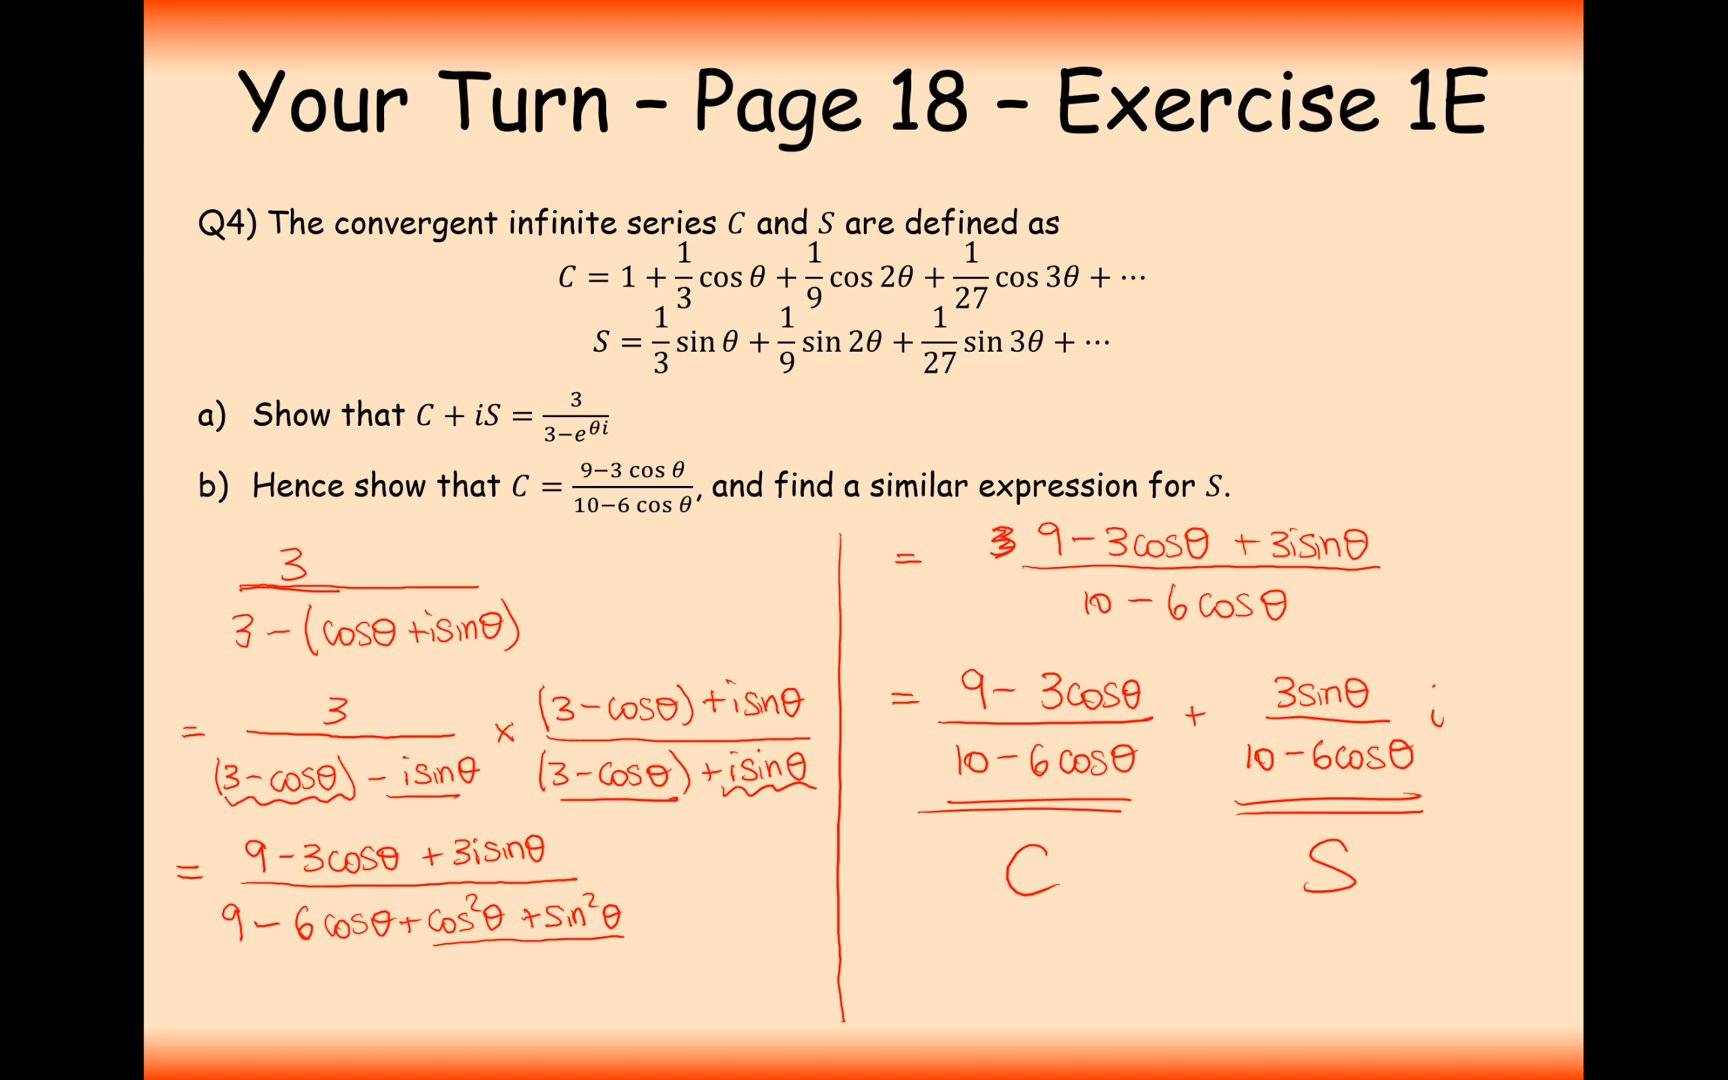 Your Turn – Page 18 – Exercise 1E
Q4) The convergent infinite series C and S are defined as
C = 1 + 1/3 cos θ + 1/9 cos 2θ + 1/27 cos 3θ + ⋯
S = 1/3 sin θ + 1/9 sin 2θ + 1/27 sin 3θ + ⋯
a) Show that C + iS = 3/(3−e^{θi})
b) Hence show that C = (9−3 cos θ)/(10−6 cos θ), and find a similar expression for S.
3/(3 − (cosθ + isinθ))
= 3/((3−cosθ) − isinθ) × ((3−cosθ) + isinθ)/((3−cosθ) + isinθ)
= (9 − 3cosθ + 3isinθ)/(9 − 6cosθ + cos²θ + sin²θ)
= (9 − 3cosθ + 3isinθ)/(10 − 6cosθ)
= (9 − 3cosθ)/(10 − 6cosθ) + (3sinθ)/(10 − 6cosθ) i
C S